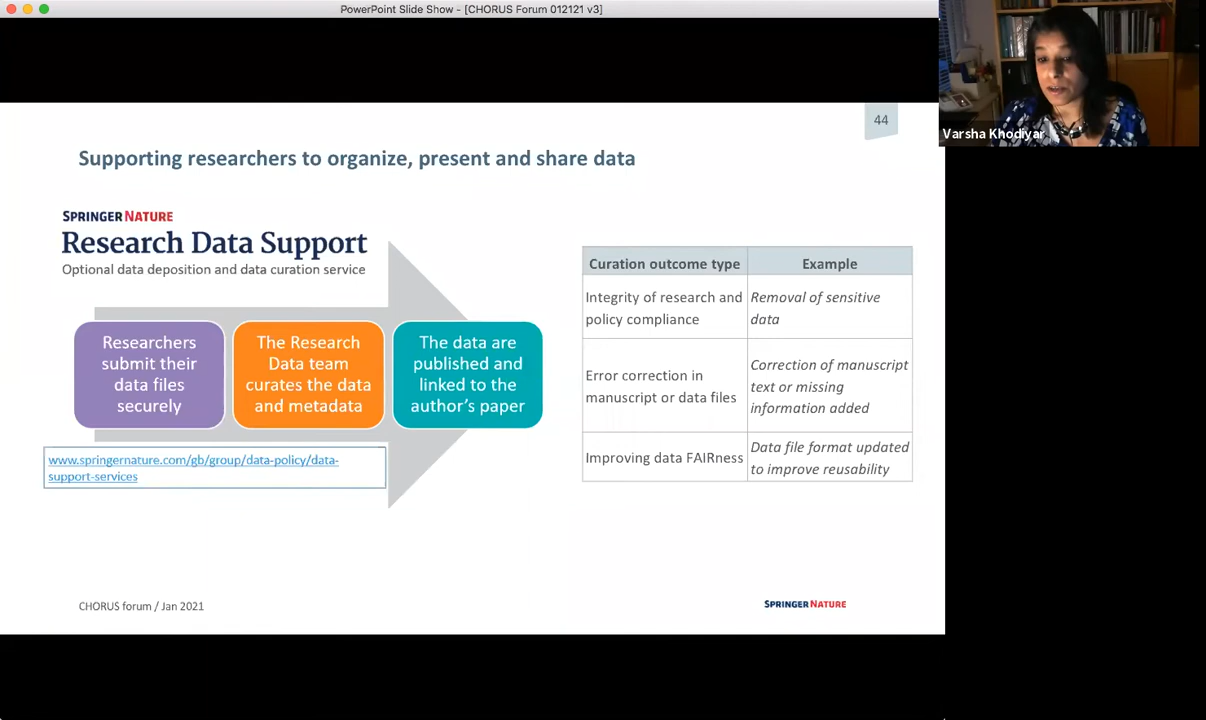 PowerPoint Slide Show - [CHORUS Forum 012121 v3]
Varsha Khodiyar
44
Supporting researchers to organize, present and share data
SPRINGER NATURE
Research Data Support
Optional data deposition and data curation service
Researchers
submit their
data files
securely
The Research
Data team
curates the data
and metadata
The data are
published and
linked to the
author's paper
www.springernature.com/gb/group/data-policy/data-
support-services
Curation outcome type
Example
Integrity of research and
policy compliance
Removal of sensitive
data
Error correction in
manuscript or data files
Correction of manuscript
text or missing
information added
Improving data FAIRness
Data file format updated
to improve reusability
CHORUS forum / Jan 2021
SPRINGER NATURE